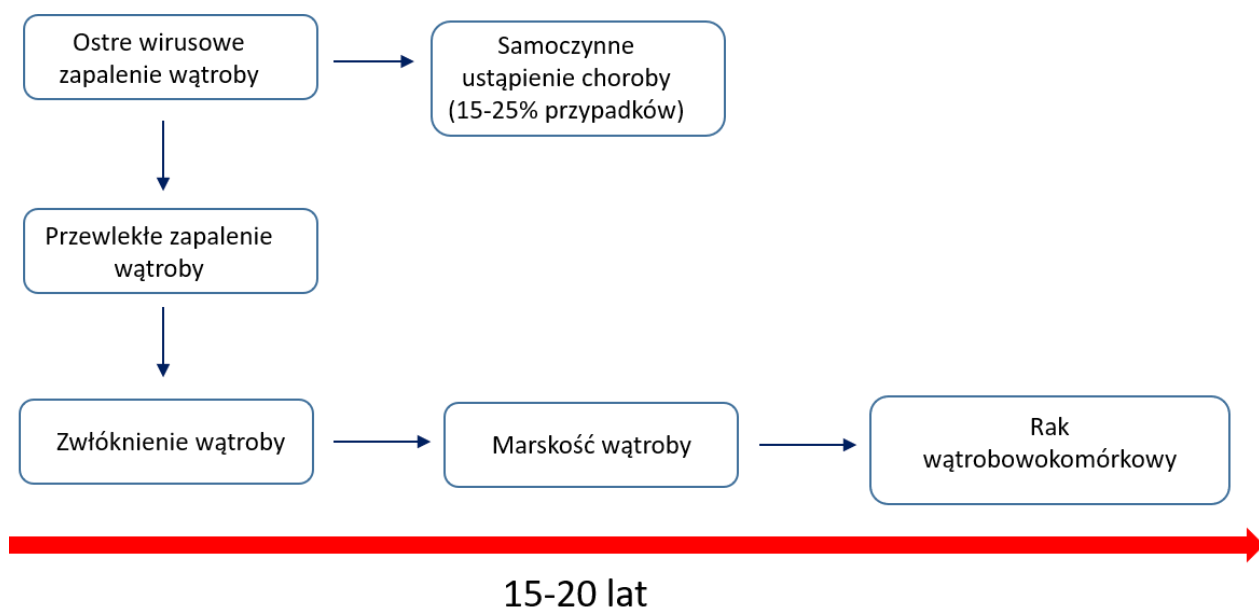 Ostre wirusowe
zapalenie wątroby
Samoczynne
ustąpienie choroby
(15-25% przypadków)
Przewlekłe zapalenie
wątroby
Zwłóknienie wątroby
Marskość wątroby
Rak
wątrobowokomórkowy
15-20 lat